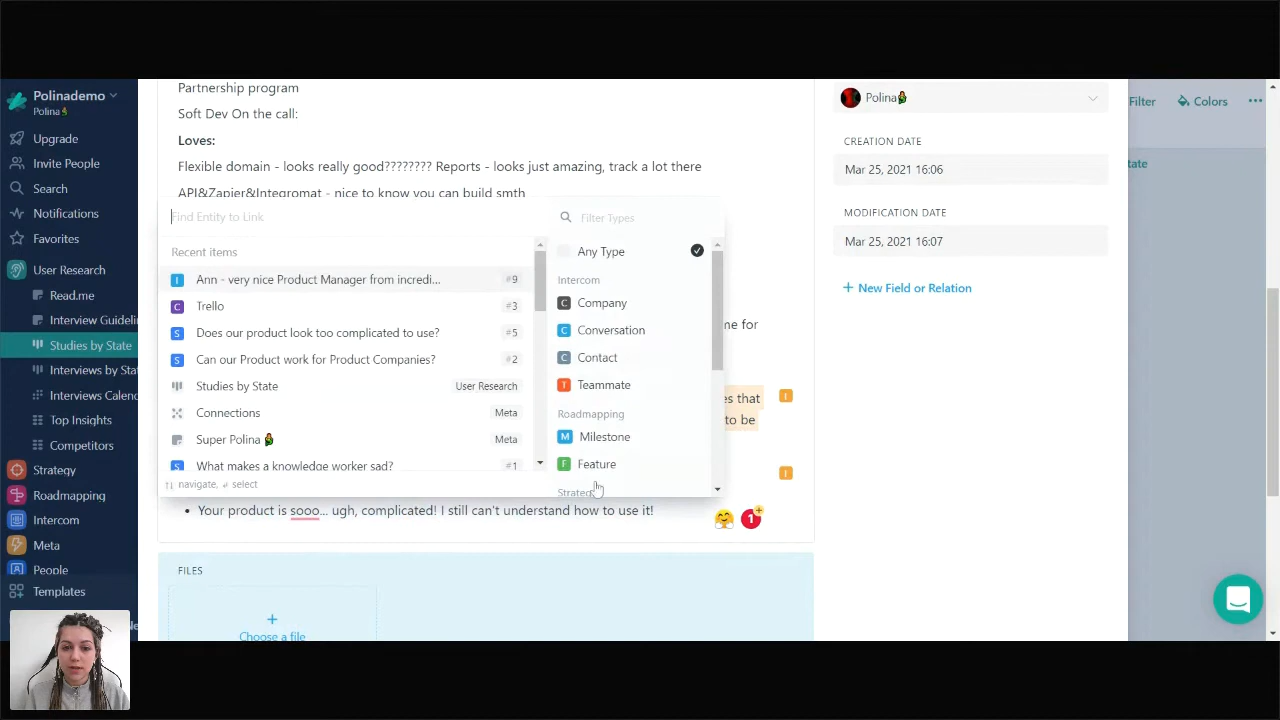 Polinademo
Polina
Upgrade
Invite People
Search
Notifications
Favorites
User Research
Read.me
Interview Guideli
Studies by State
Interviews by Sta
Interviews Calend
Top Insights
Competitors
Strategy
Roadmapping
Intercom
Meta
People
Templates
Partnership program
Soft Dev On the call:
Loves:
Flexible domain - looks really good???????? Reports - looks just amazing, track a lot there
API&Zapier&Integromat - nice to know you can build smth
Find Entity to Link
Recent items
I Ann - very nice Product Manager from incredi... #9
C Trello #3
S Does our product look too complicated to use? #5
S Can our Product work for Product Companies? #2
Studies by State User Research
Connections Meta
Super Polina Meta
S What makes a knowledge worker sad? #1
navigate, select
Filter Types
Any Type
Intercom
C Company
C Conversation
C Contact
T Teammate
Roadmapping
M Milestone
F Feature
me for
es that I
to be
I
Your product is sooo... ugh, complicated! I still can't understand how to use it!
1
FILES
+
Choose a file
Polina
CREATION DATE
Mar 25, 2021 16:06
MODIFICATION DATE
Mar 25, 2021 16:07
+ New Field or Relation
Filter
Colors
tate